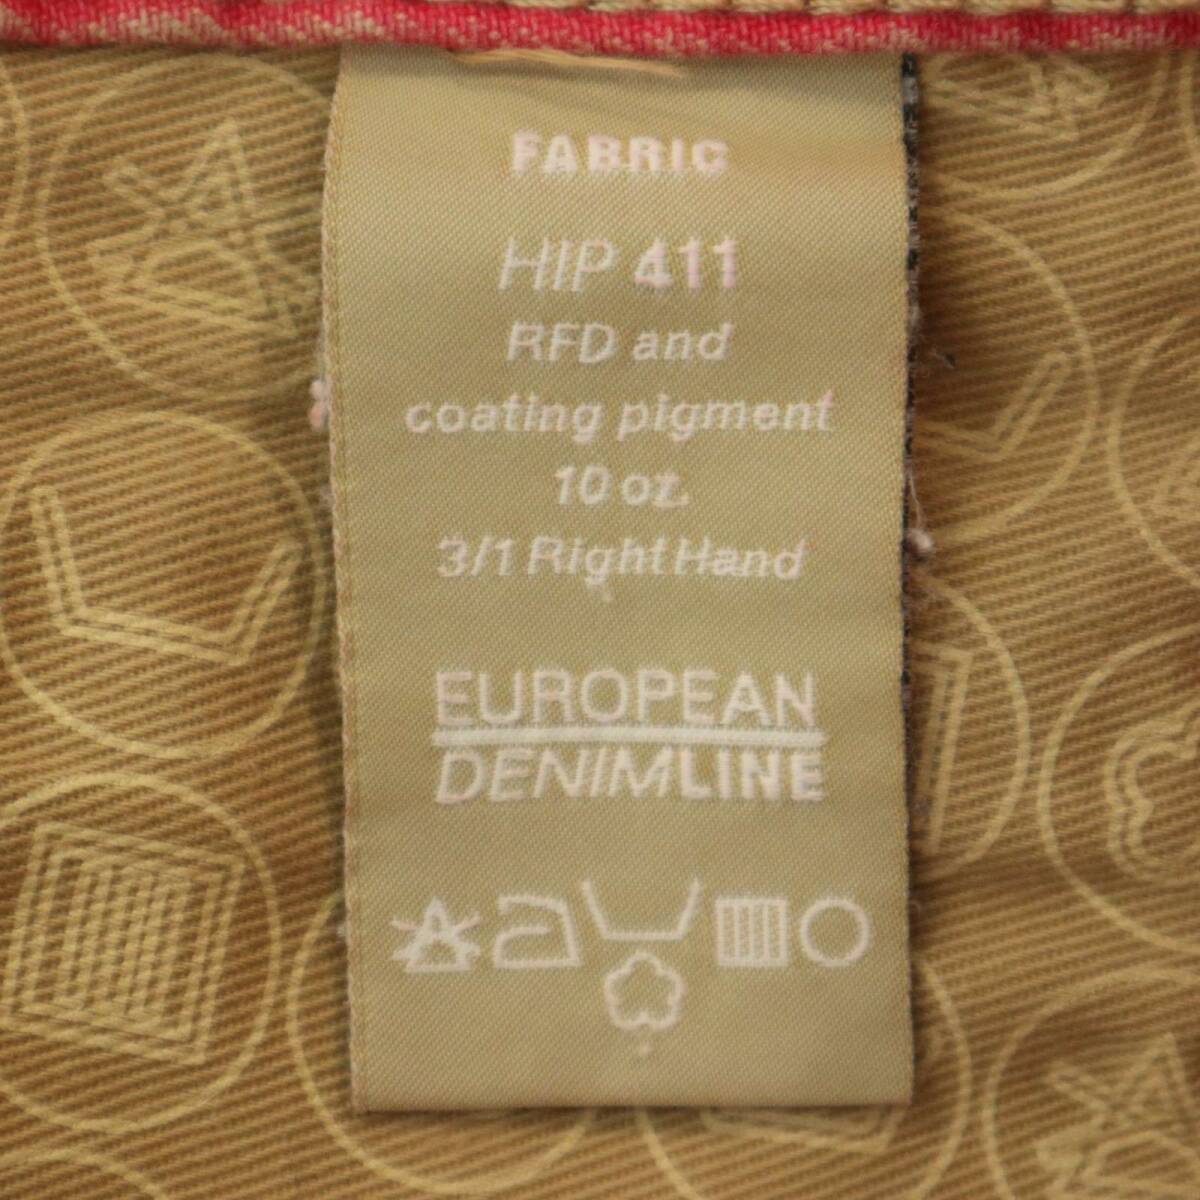 FABRIC
HIP 411
RFD and
coating pigment
10 oz.
3/1 Right Hand
EUROPEAN
DENIMLINE